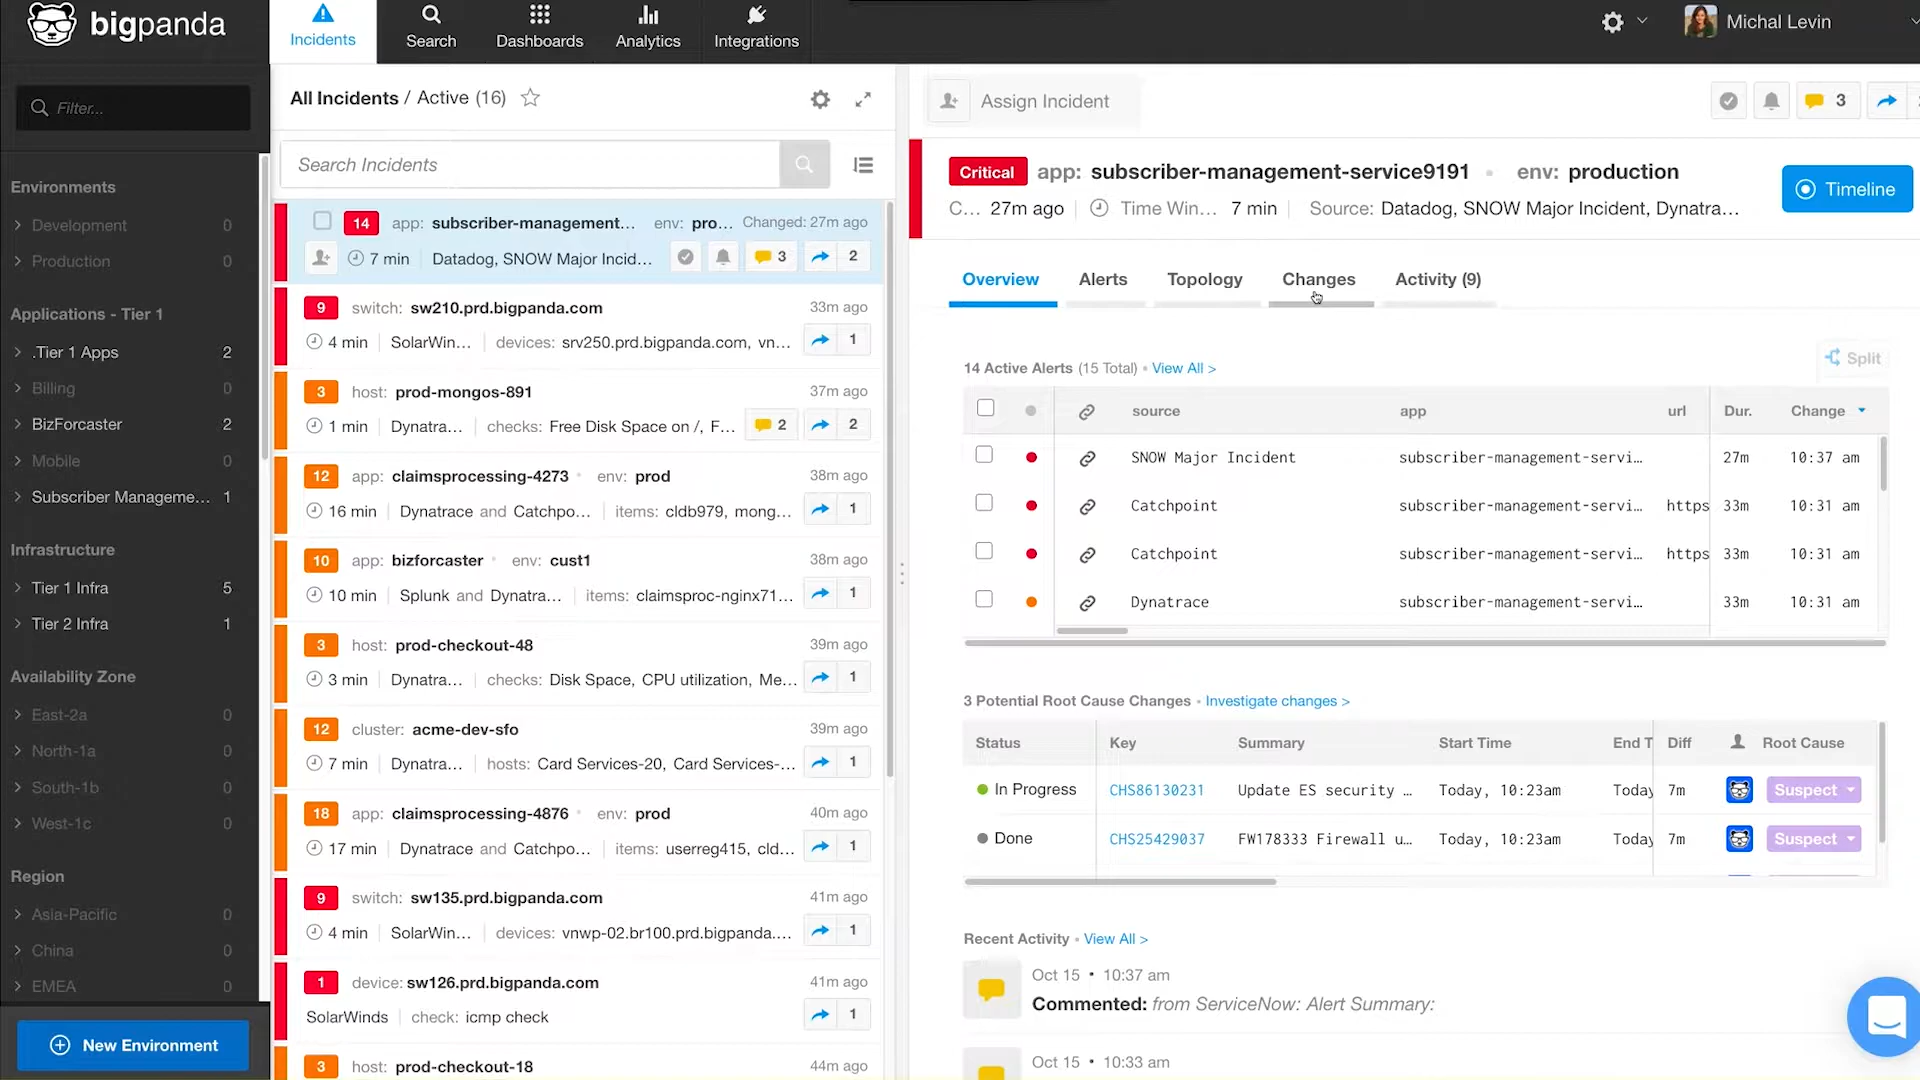 bigpanda
Incidents
Search
Dashboards
Analytics
Integrations
Michal Levin
Filter...
Environments
Development 0
Production 0
Applications - Tier 1
.Tier 1 Apps 2
Billing 0
BizForcaster 2
Mobile 0
Subscriber Manageme... 1
Infrastructure
Tier 1 Infra 5
Tier 2 Infra 1
Availability Zone
East-2a 0
North-1a 0
South-1b 0
West-1c 0
Region
Asia-Pacific 0
China 0
EMEA 0
New Environment
All Incidents / Active (16)
Search Incidents
14 app: subscriber-management... env: pro... Changed: 27m ago
7 min Datadog, SNOW Major Incid... 3 2
9 switch: sw210.prd.bigpanda.com 33m ago
4 min SolarWin... devices: srv250.prd.bigpanda.com, vn... 1
3 host: prod-mongos-891 37m ago
1 min Dynatra... checks: Free Disk Space on /, F... 2 2
12 app: claimsprocessing-4273 • env: prod 38m ago
16 min Dynatrace and Catchpo... items: cldb979, mong... 1
10 app: bizforcaster • env: cust1 38m ago
10 min Splunk and Dynatra... items: claimsproc-nginx71... 1
3 host: prod-checkout-48 39m ago
3 min Dynatra... checks: Disk Space, CPU utilization, Me... 1
12 cluster: acme-dev-sfo 39m ago
7 min Dynatra... hosts: Card Services-20, Card Services-... 1
18 app: claimsprocessing-4876 • env: prod 40m ago
17 min Dynatrace and Catchpo... items: userreg415, cld... 1
9 switch: sw135.prd.bigpanda.com 41m ago
4 min SolarWin... devices: vnwp-02.br100.prd.bigpanda.... 1
1 device: sw126.prd.bigpanda.com 41m ago
SolarWinds check: icmp check 1
3 host: prod-checkout-18 44m ago
Assign Incident 3
Critical app: subscriber-management-service9191 • env: production
C... 27m ago Time Win... 7 min Source: Datadog, SNOW Major Incident, Dynatra...
Timeline
Overview Alerts Topology Changes Activity (9)
14 Active Alerts (15 Total) • View All >
Split
source app url Dur. Change
SNOW Major Incident subscriber-management-servi... 27m 10:37 am
Catchpoint subscriber-management-servi... https 33m 10:31 am
Catchpoint subscriber-management-servi... https 33m 10:31 am
Dynatrace subscriber-management-servi... 33m 10:31 am
3 Potential Root Cause Changes • Investigate changes >
Status Key Summary Start Time End T Diff Root Cause
In Progress CHS86130231 Update ES security ... Today, 10:23am Today 7m Suspect
Done CHS25429037 FW178333 Firewall u... Today, 10:23am Today 7m Suspect
Recent Activity • View All >
Oct 15 • 10:37 am
Commented: from ServiceNow: Alert Summary:
Oct 15 • 10:33 am